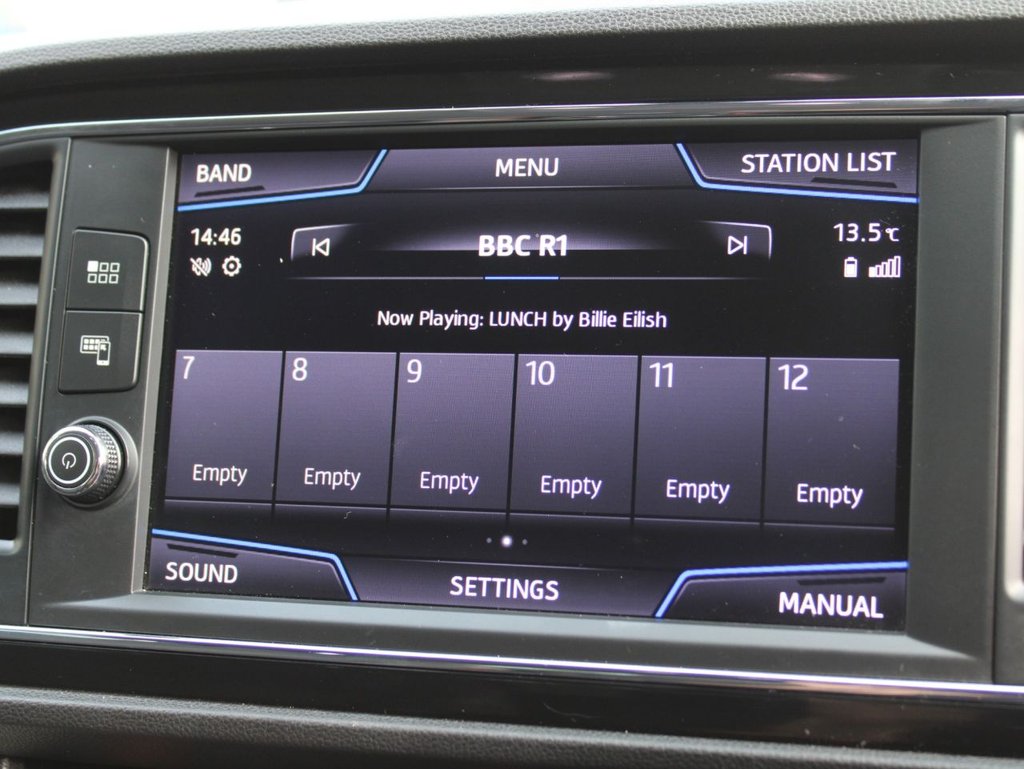 BAND
MENU
STATION LIST
14:46
BBC R1
13.5°C
Now Playing: LUNCH by Billie Eilish
7
8
9
10
11
12
Empty
Empty
Empty
Empty
Empty
Empty
SOUND
SETTINGS
MANUAL